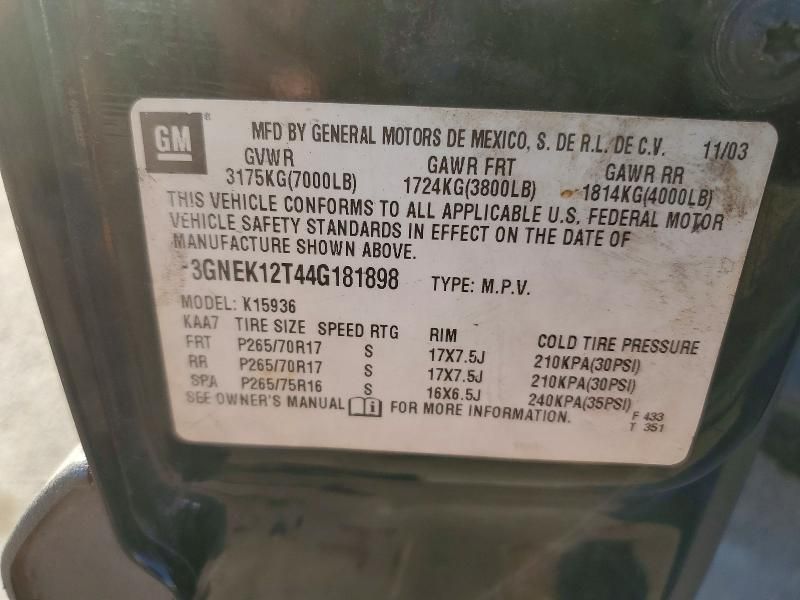 GM ®
MFD BY GENERAL MOTORS DE MEXICO, S. DE R.L. DE C.V. 11/03
GVWR GAWR FRT GAWR RR
3175KG(7000LB) 1724KG(3800LB) 1814KG(4000LB)
THIS VEHICLE CONFORMS TO ALL APPLICABLE U.S. FEDERAL MOTOR
VEHICLE SAFETY STANDARDS IN EFFECT ON THE DATE OF
MANUFACTURE SHOWN ABOVE.
-3GNEK12T44G181898 TYPE: M.P.V.
MODEL: K15936
KAA7 TIRE SIZE SPEED RTG RIM COLD TIRE PRESSURE
FRT P265/70R17 S 17X7.5J 210KPA(30PSI)
RR P265/70R17 S 17X7.5J 210KPA(30PSI)
SPA P265/75R16 S 16X6.5J 240KPA(35PSI)
SEE OWNER'S MANUAL i FOR MORE INFORMATION. F 433
T 351